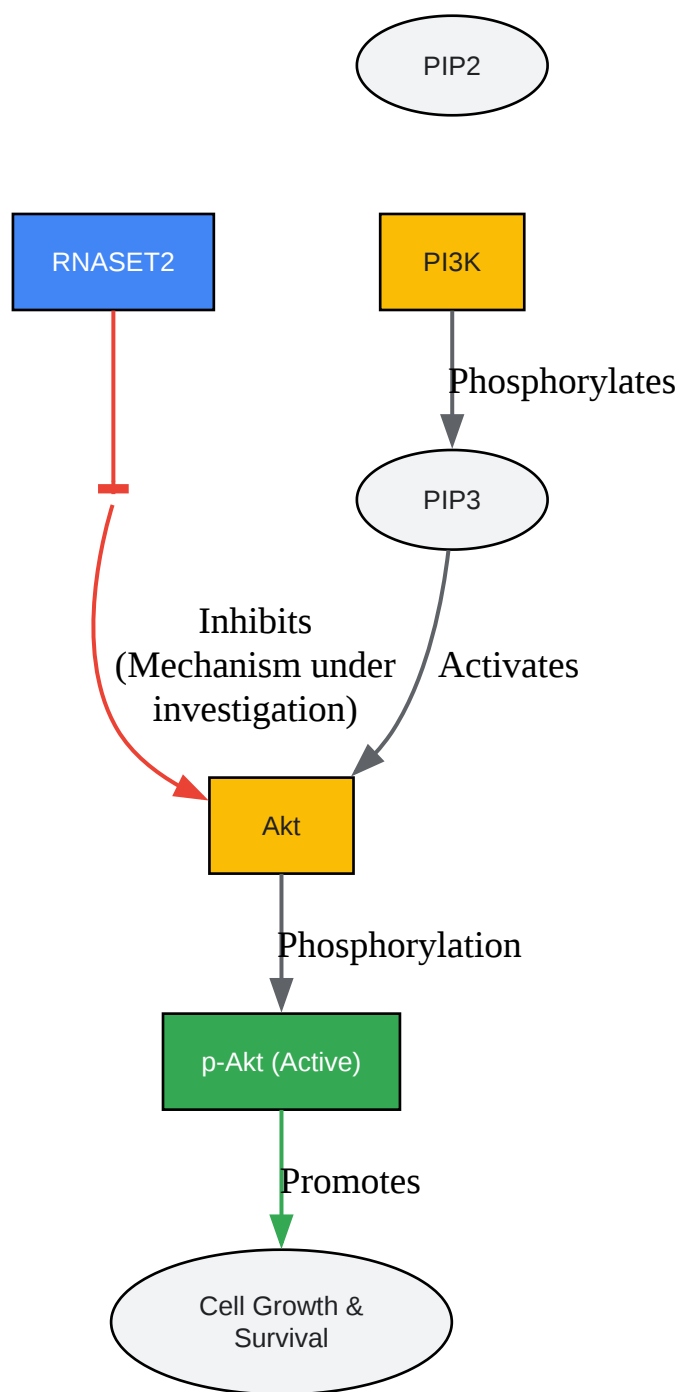 PIP2
RNASET2
PI3K
Phosphorylates
PIP3
Inhibits
(Mechanism under
investigation)
Activates
Akt
Phosphorylation
p-Akt (Active)
Promotes
Cell Growth &
Survival